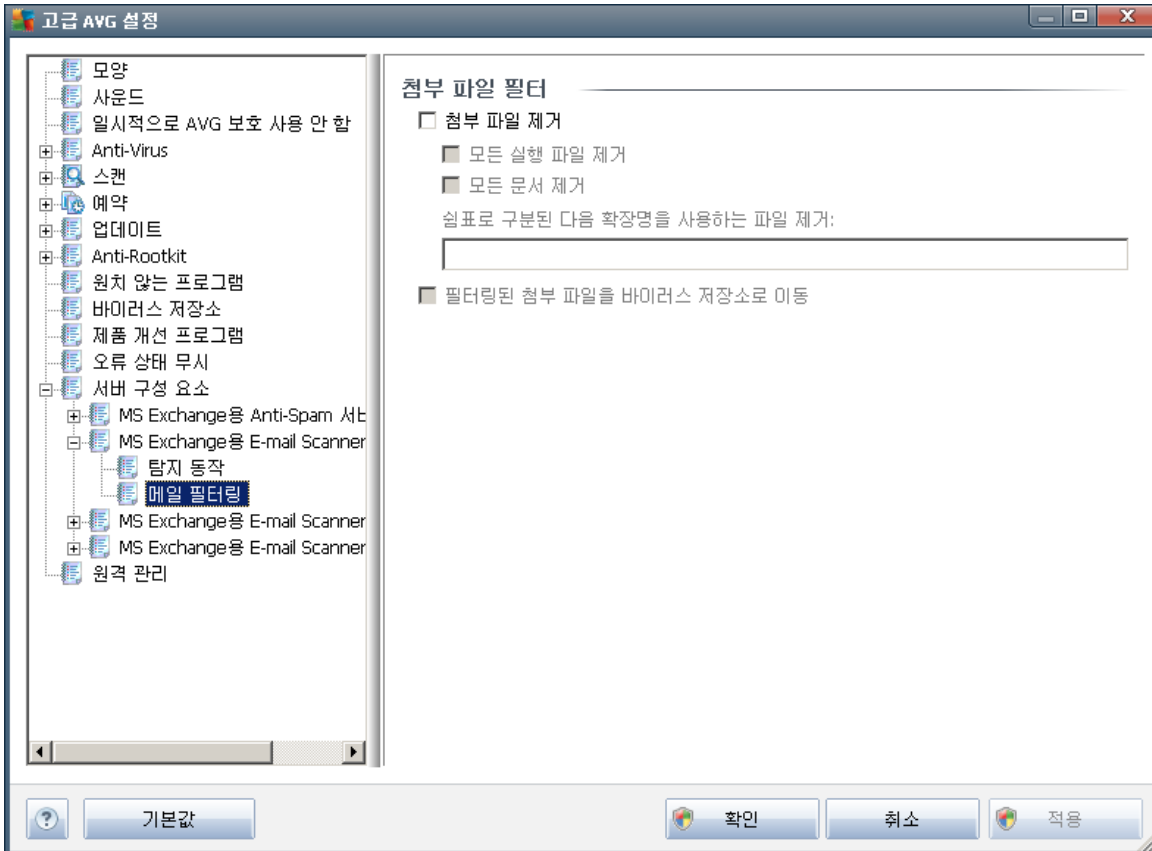 고급 AVG 설정
모양
사운드
일시적으로 AVG 보호 사용 안 함
Anti-Virus
스캔
예약
업데이트
Anti-Rootkit
원치 않는 프로그램
바이러스 저장소
제품 개선 프로그램
오류 상태 무시
서버 구성 요소
MS Exchange용 Anti-Spam 서버
MS Exchange용 E-mail Scanner
탐지 동작
메일 필터링
MS Exchange용 E-mail Scanner
MS Exchange용 E-mail Scanner
원격 관리
첨부 파일 필터
첨부 파일 제거
모든 실행 파일 제거
모든 문서 제거
쉼표로 구분된 다음 확장명을 사용하는 파일 제거:
필터링된 첨부 파일을 바이러스 저장소로 이동
기본값
확인
취소
적용